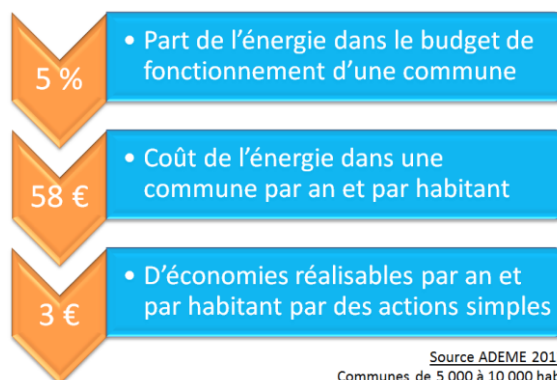 5 %
• Part de l'énergie dans le budget de
fonctionnement d'une commune
58 €
• Coût de l'énergie dans une
commune par an et par habitant
3 €
• D'économies réalisables par an et
par habitant par des actions simples
Source ADEME 201
Communes de 5 000 à 10 000 hab